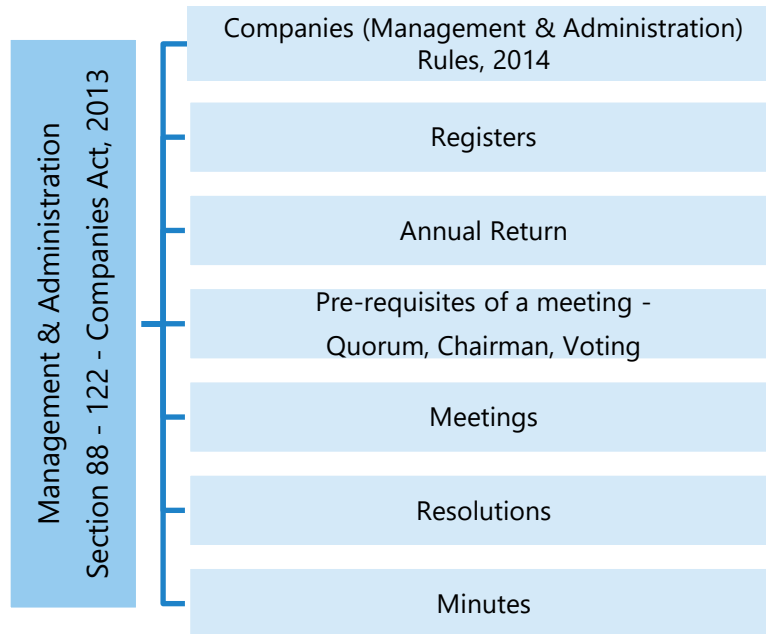 Management & Administration
Section 88 - 122 - Companies Act, 2013
Companies (Management & Administration)
Rules, 2014
Registers
Annual Return
Pre-requisites of a meeting -
Quorum, Chairman, Voting
Meetings
Resolutions
Minutes